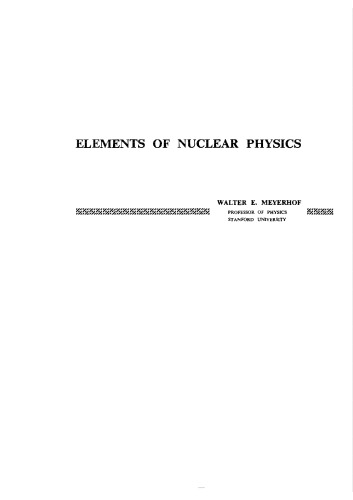 ELEMENTS OF NUCLEAR PHYSICS
WALTER E. MEYERHOF
PROFESSOR OF PHYSICS
STANFORD UNIVERSITY